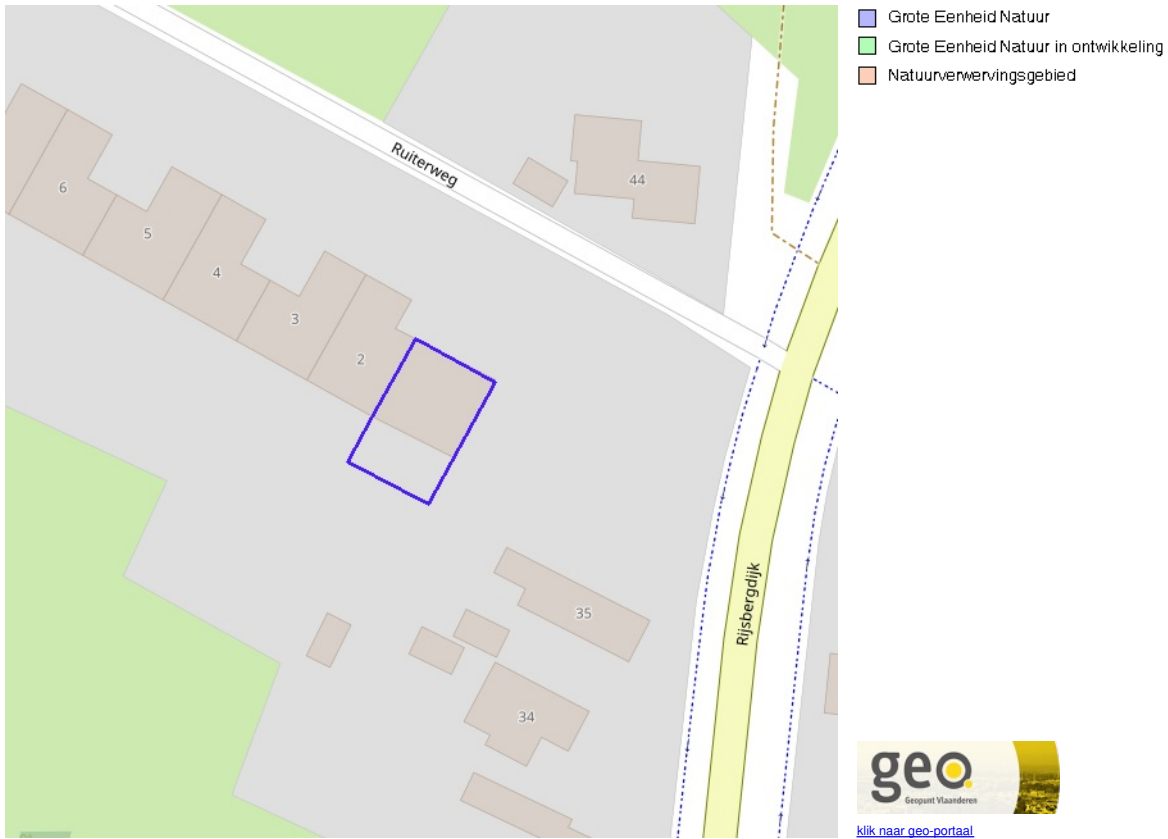 Grote Eenheid Natuur
Grote Eenheid Natuur in ontwikkeling
Natuurverwervingsgebied
Ruiterweg
44
6
5
4
3
2
35
Rijsbergdijk
34
geo
Geopunt Vlaanderen
klik naar geo-portaal